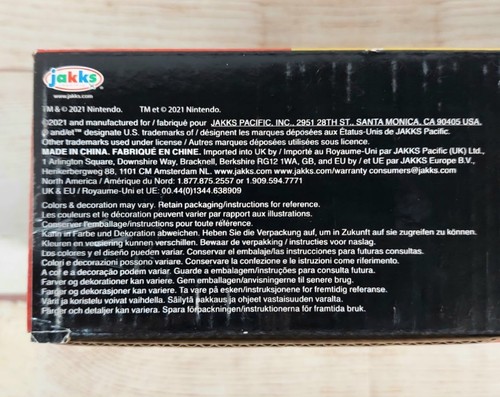 jakks
www.jakks.com
TM & © 2021 Nintendo. TM et © 2021 Nintendo.
©2021 and manufactured for / fabriqué pour JAKKS PACIFIC, INC., 2951 28TH ST., SANTA MONICA, CA 90405 USA.
® and/et™ designate U.S. trademarks of / désignent les marques déposées aux États-Unis de JAKKS Pacific.
Other trademarks used under license / Autres marques déposées utilisées sous licence.
MADE IN CHINA. FABRIQUÉ EN CHINE. Imported into UK by / Importé au Royaume-Uni par JAKKS Pacific (UK) Ltd.,
1 Arlington Square, Downshire Way, Bracknell, Berkshire RG12 1WA, GB, and EU by / et UE par JAKKS Europe B.V.,
Herikerbergweg 88, 1101 CM Amsterdam NL. www.jakks.com/warranty consumers@jakks.com
North America / Amérique du Nord: 1.877.875.2557 or 1.909.594.7771
UK & EU / Royaume-Uni et UE: 00.44(0)1344.638909
Colors & decoration may vary. Retain packaging/instructions for reference.
Les couleurs et le décoration peuvent varier par rapport aux illustrations.
Conserver l'emballage/instructions pour toute référence.
Kann in Farbe und Dekoration abweichen. Heben Sie die Verpackung auf, um in Zukunft auf sie zugreifen zu können.
Kleuren en versiering kunnen verschillen. Bewaar de verpakking / instructies voor naslag.
Los colores y el diseño pueden variar. Conservar el embalaje/las instrucciones para futuras consultas.
Colori e decorazioni possono variare. Conservare la confezione e le istruzioni come riferimento.
A cor e a decoração podem variar. Guarde a embalagem/instruções para consulta futura.
Farver og dekorationer kan variere. Gem emballagen/anvisningerne til senere brug.
Farger og dekorasjoner kan variere. Ta vare på esken/instruksjonene for fremtidig referanse.
Värit ja koristelu voivat vaihdella. Säilytä pakkaus ja ohjeet vastaisuuden varalta.
Färger och detaljer kan variera. Spara förpackningen/instruktionerna för framtida bruk.